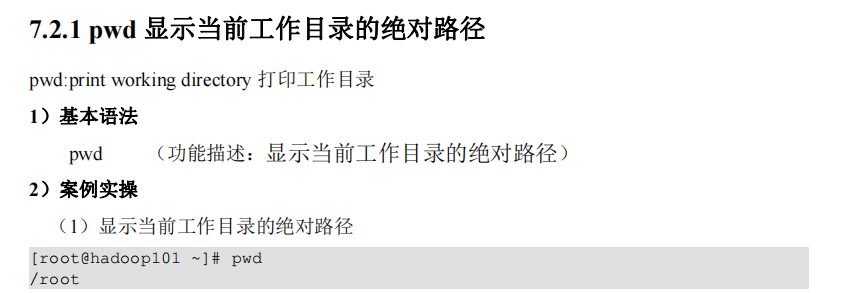 7.2.1 pwd 显示当前工作目录的绝对路径
pwd:print working directory 打印工作目录
1）基本语法
pwd （功能描述：显示当前工作目录的绝对路径）
2）案例实操
（1）显示当前工作目录的绝对路径
[root@hadoop101 ~]# pwd
/root